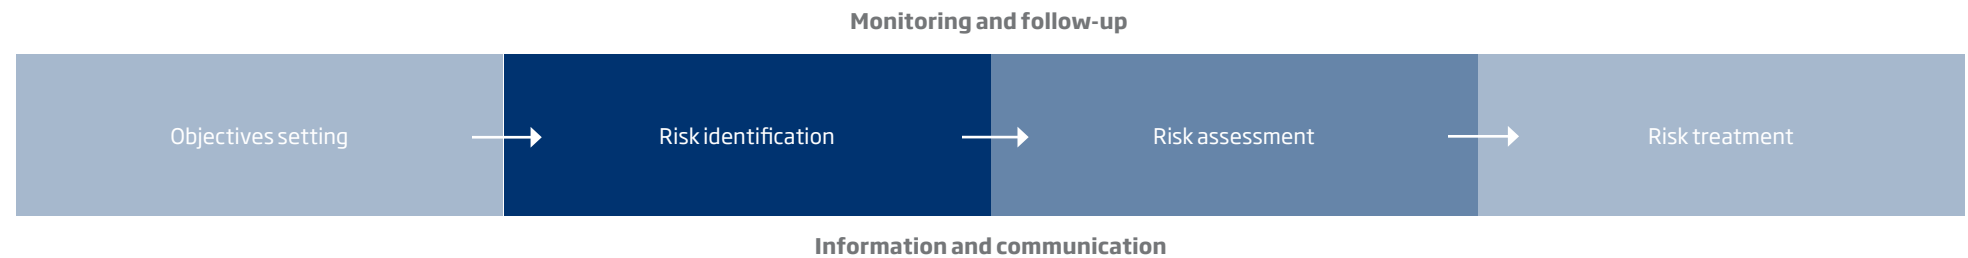 Monitoring and follow-up
Objectives setting
Risk identification
Risk assessment
Risk treatment
Information and communication